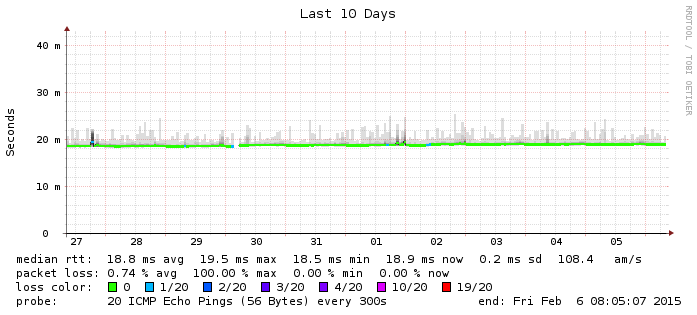 Last 10 Days
RRDTOOL / TOBI OETIKER
Seconds
40 m
30 m
20 m
10 m
0
27 28 29 30 31 01 02 03 04 05
median rtt: 18.8 ms avg 19.5 ms max 18.5 ms min 18.9 ms now 0.2 ms sd 108.4 am/s
packet loss: 0.74 % avg 100.00 % max 0.00 % min 0.00 % now
loss color: 0 1/20 2/20 3/20 4/20 10/20 19/20
probe: 20 ICMP Echo Pings (56 Bytes) every 300s end: Fri Feb 6 08:05:07 2015